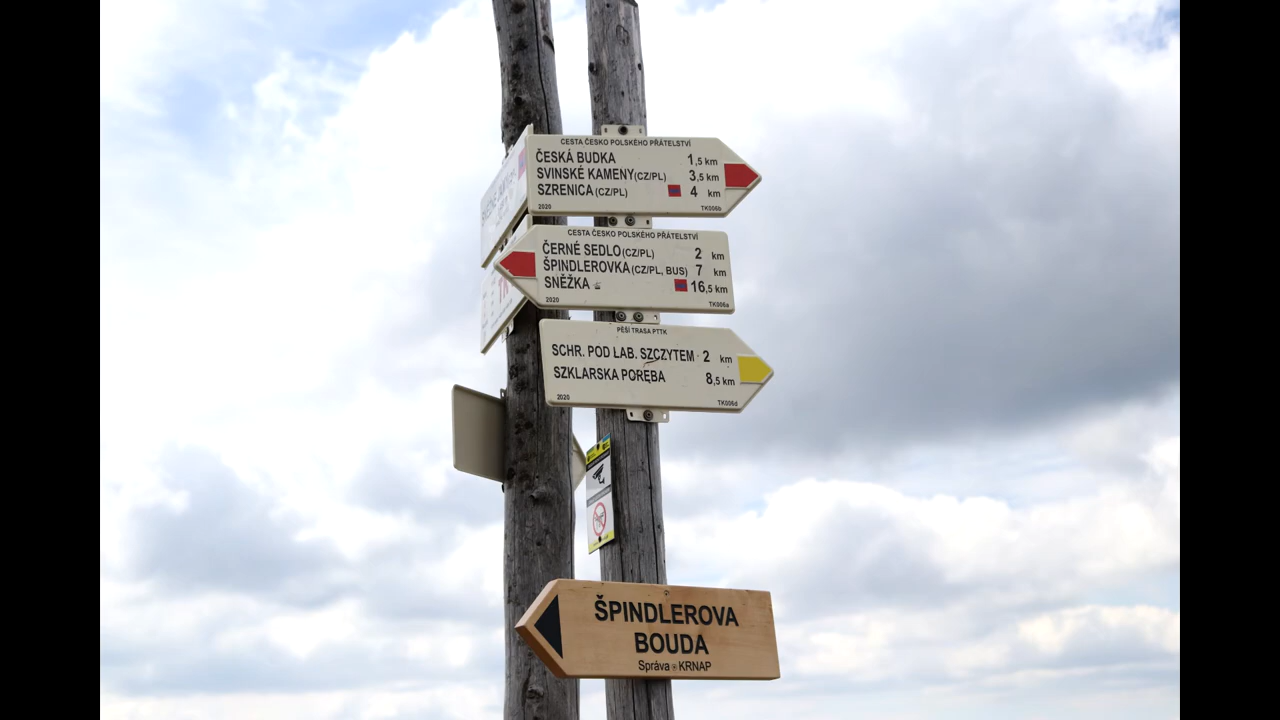 CESTA ČESKO POLSKÉHO PŘÁTELSTVÍ
ČESKÁ BUDKA 1,5 km
SVINSKÉ KAMENY (CZ/PL) 3,5 km
SZRENICA (CZ/PL) 4 km
2020 TK006b
CESTA ČESKO POLSKÉHO PŘÁTELSTVÍ
ČERNÉ SEDLO (CZ/PL) 2 km
ŠPINDLEROVKA (CZ/PL, BUS) 7 km
SNĚŽKA 16,5 km
2020 TK006a
PĚŠÍ TRASA PTTK
SCHR. POD LAB. SZCZYTEM 2 km
SZKLARSKA PORĘBA 8,5 km
2020 TK006d
ŠPINDLEROVA
BOUDA
Správa KRNAP